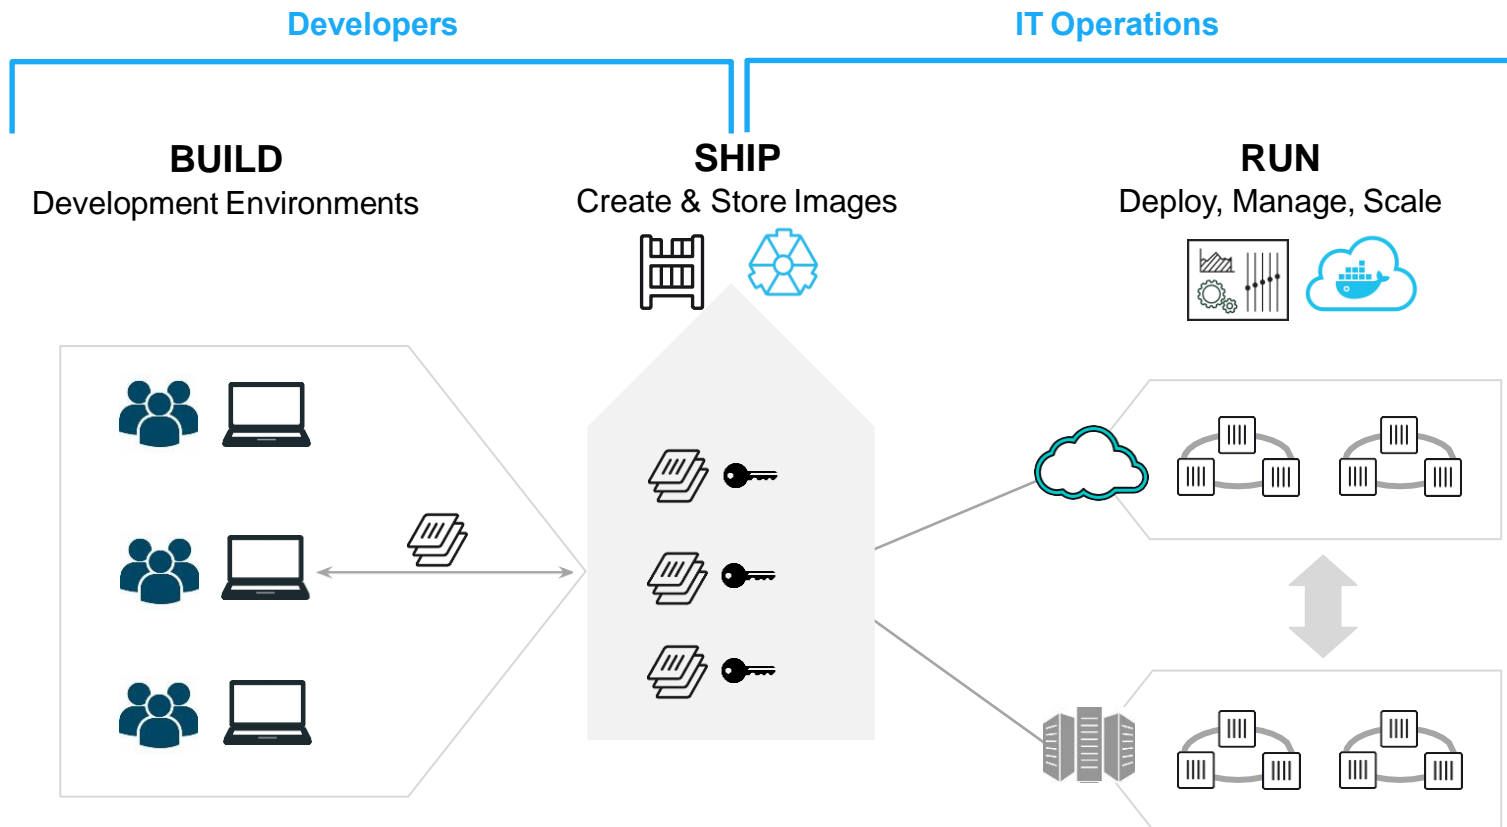 Developers
IT Operations
BUILD
Development Environments
SHIP
Create & Store Images
RUN
Deploy, Manage, Scale